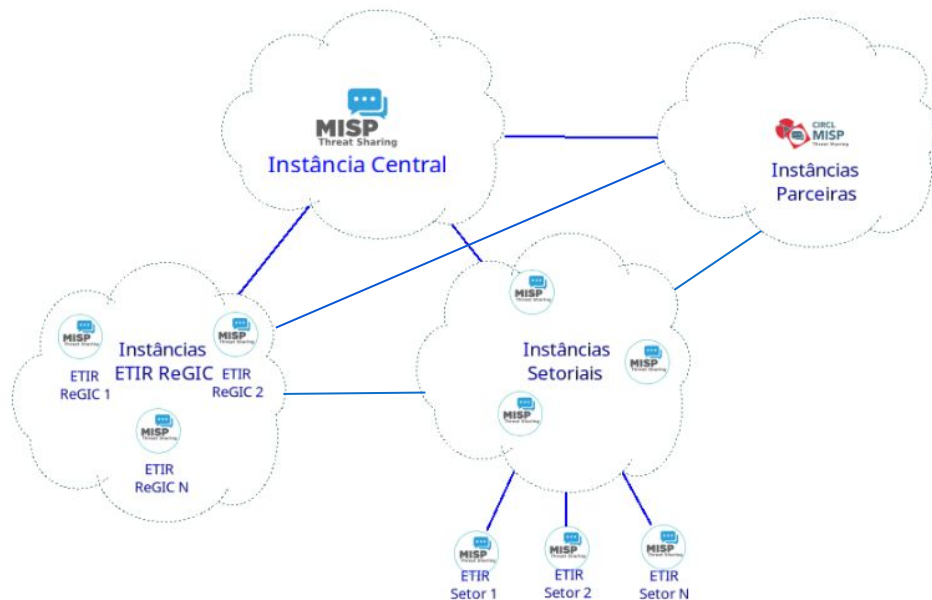 MISP
Threat Sharing
Instância Central
CIRCL
MISP
Threat Sharing
Instâncias
Parceiras
MISP
Threat Sharing
ETIR
ReGIC 1
Instâncias
ETIR ReGIC
MISP
Threat Sharing
ETIR
ReGIC 2
MISP
Threat Sharing
ETIR
ReGIC N
MISP
Threat Sharing
Instâncias
Setoriais
MISP
Threat Sharing
MISP
Threat Sharing
MISP
Threat Sharing
ETIR
Setor 1
MISP
Threat Sharing
ETIR
Setor 2
MISP
Threat Sharing
ETIR
Setor N